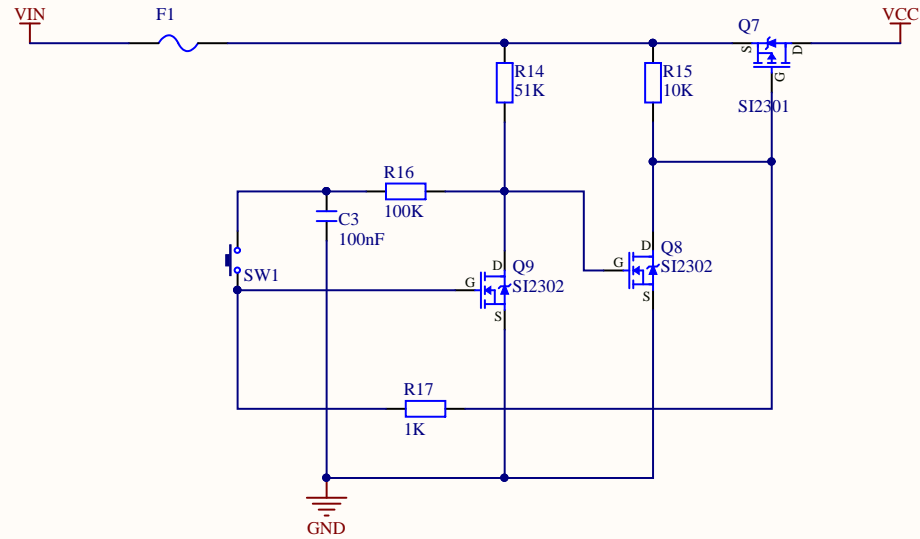 VIN
F1
VCC
Q7
S
D
G
SI2301
R14
51K
R15
10K
R16
100K
C3
100nF
SW1
D
G
S
Q9
SI2302
D
G
S
Q8
SI2302
R17
1K
GND